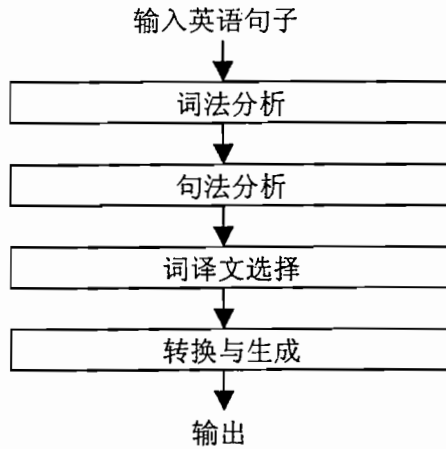 输入英语句子
词法分析
句法分析
词译文选择
转换与生成
输出